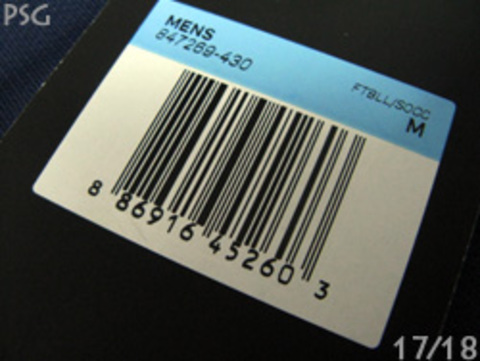 PSG
MENS
847269-430
FTBLL/SOCC
M
8 86916 45260 3
17/18